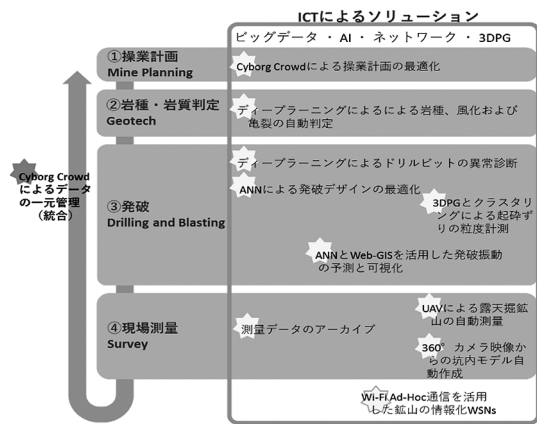 ICTによるソリューション
ビッグデータ ・ AI ・ ネットワーク ・ 3DPG
①操業計画
Mine Planning
Cyborg Crowdによる操業計画の最適化
②岩種・岩質判定
Geotech
ディープラーニングによるによる岩種、風化および
亀裂の自動判定
Cyborg Crowd
によるデータ
の一元管理
（統合）
③発破
Drilling and Blasting
ディープラーニングによるドリルビットの異常診断
ANNによる発破デザインの最適化
3DPGとクラスタリ
ングによる起砕ず
りの粒度計測
ANNとWeb-GISを活用した発破振動
の予測と可視化
④現場測量
Survey
測量データのアーカイブ
UAVによる露天掘鉱
山の自動測量
360°カメラ映像か
らの坑内モデル自
動作成
Wi-Fi Ad-Hoc通信を活用
した鉱山の情報化WSNs